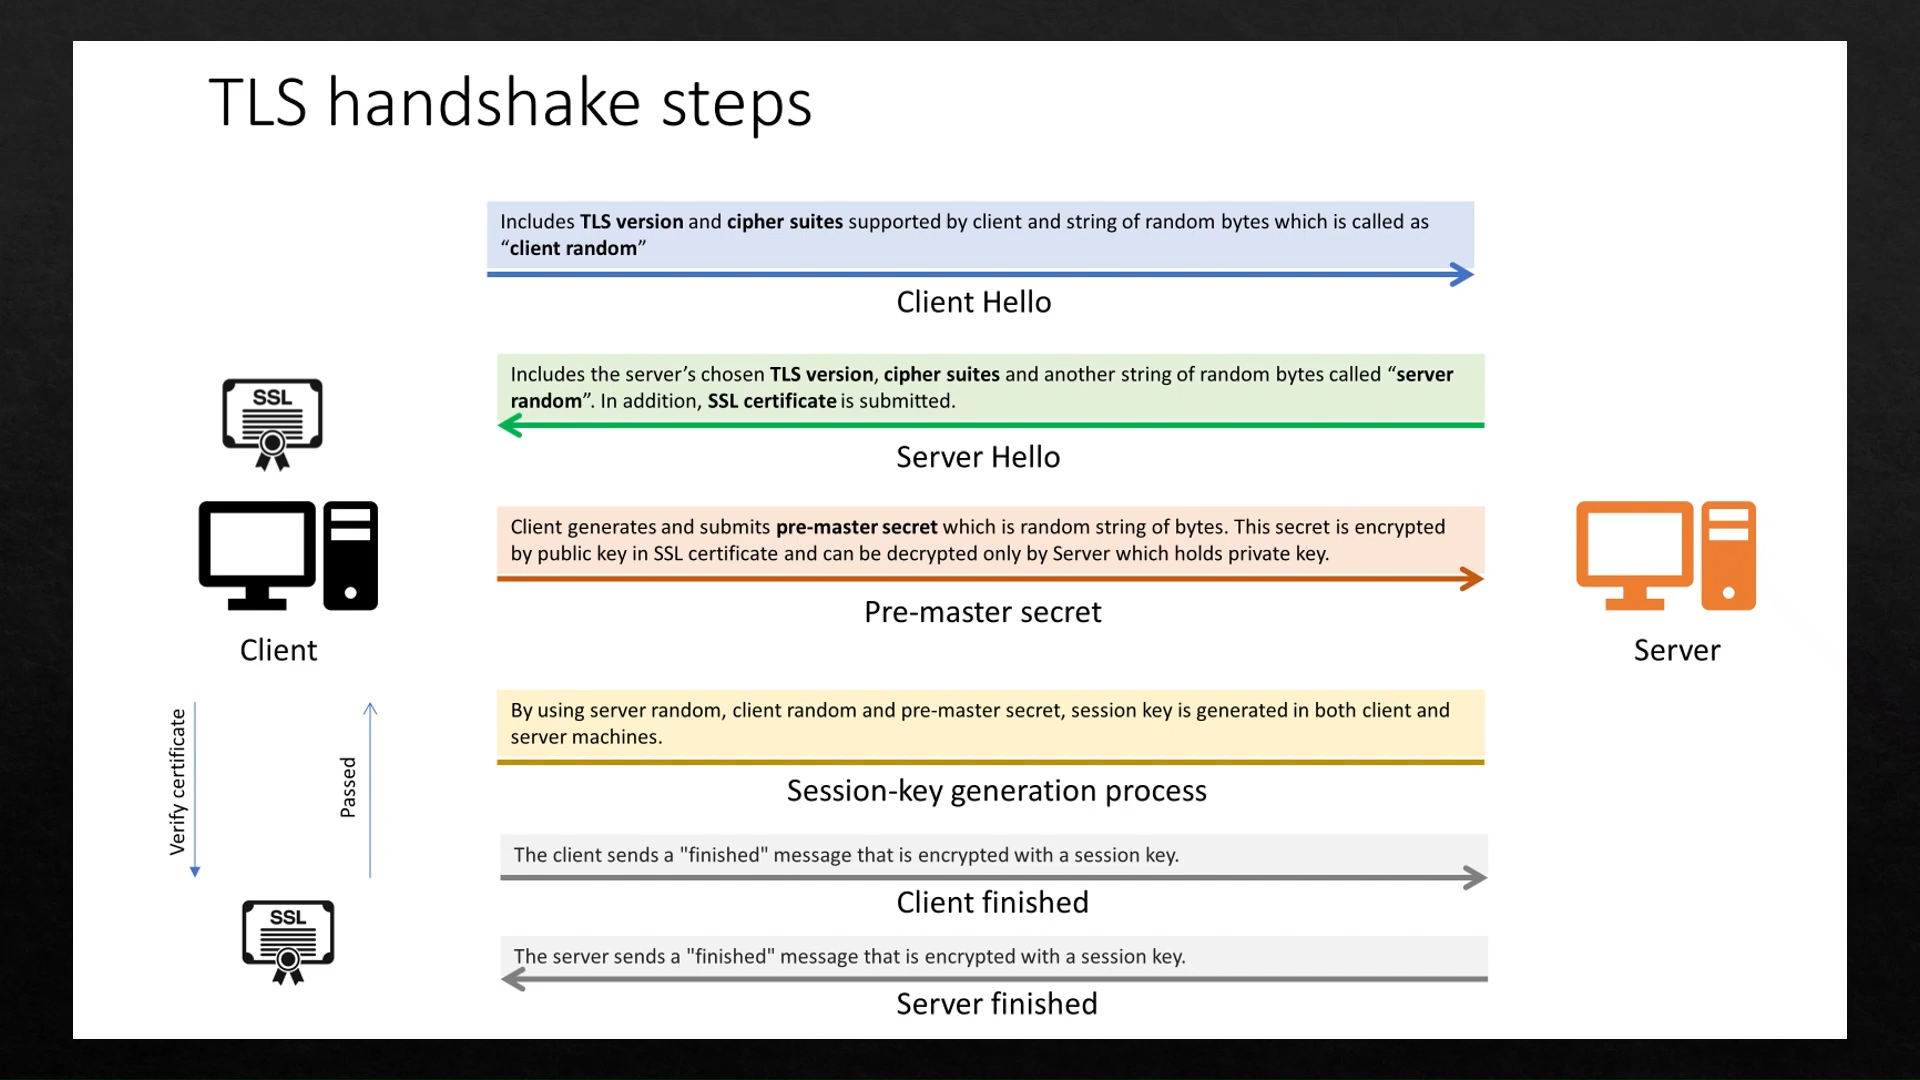 TLS handshake steps
Includes TLS version and cipher suites supported by client and string of random bytes which is called as
“client random”
Client Hello
SSL
Includes the server’s chosen TLS version, cipher suites and another string of random bytes called “server
random”. In addition, SSL certificate is submitted.
Server Hello
Client generates and submits pre-master secret which is random string of bytes. This secret is encrypted
by public key in SSL certificate and can be decrypted only by Server which holds private key.
Pre-master secret
Client
Server
Verify certificate
Passed
By using server random, client random and pre-master secret, session key is generated in both client and
server machines.
Session-key generation process
The client sends a "finished" message that is encrypted with a session key.
Client finished
SSL
The server sends a "finished" message that is encrypted with a session key.
Server finished